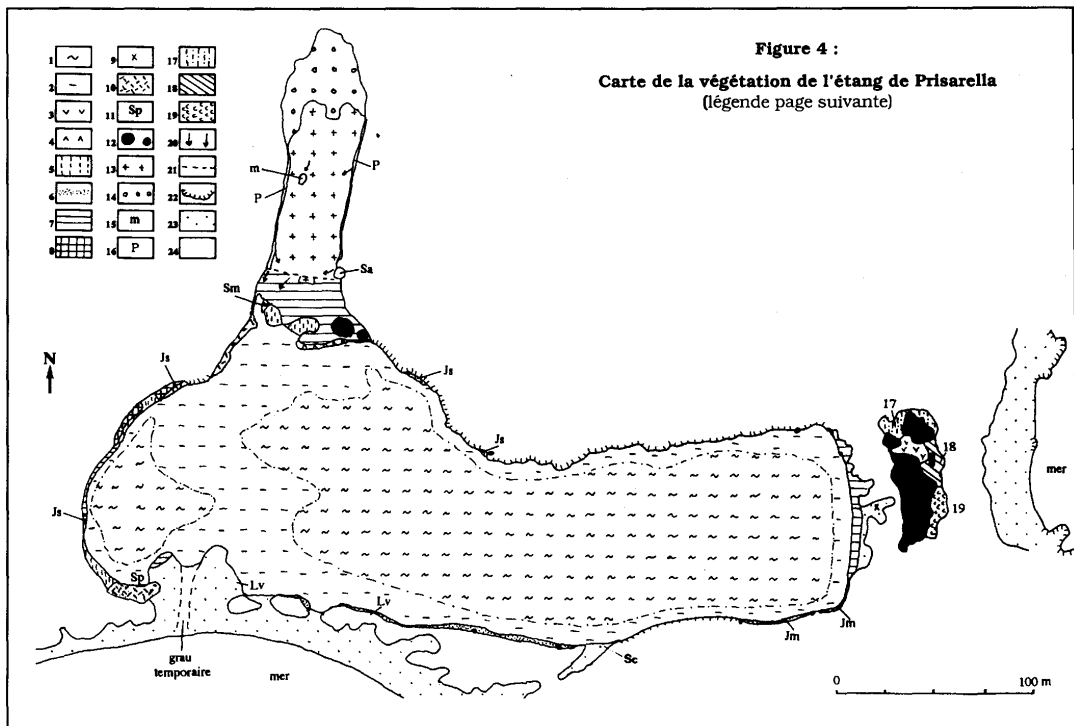 Figure 4 :
Carte de la végétation de l'étang de Prisarella
(légende page suivante)
1 ~ 9 x 17
2 - 10 18
3 v v 11 Sp 19
4 ^ ^ 12 20
5 13 + + 21
6 14 22
7 15 m 23
8 16 P 24
m
P
P
Sa
Sm
N
Js
Js
Js
Js
17
18
19
mer
Sp
Lv
Lv
Jm
Jm
Sc
grau
temporaire
mer
0 100 m